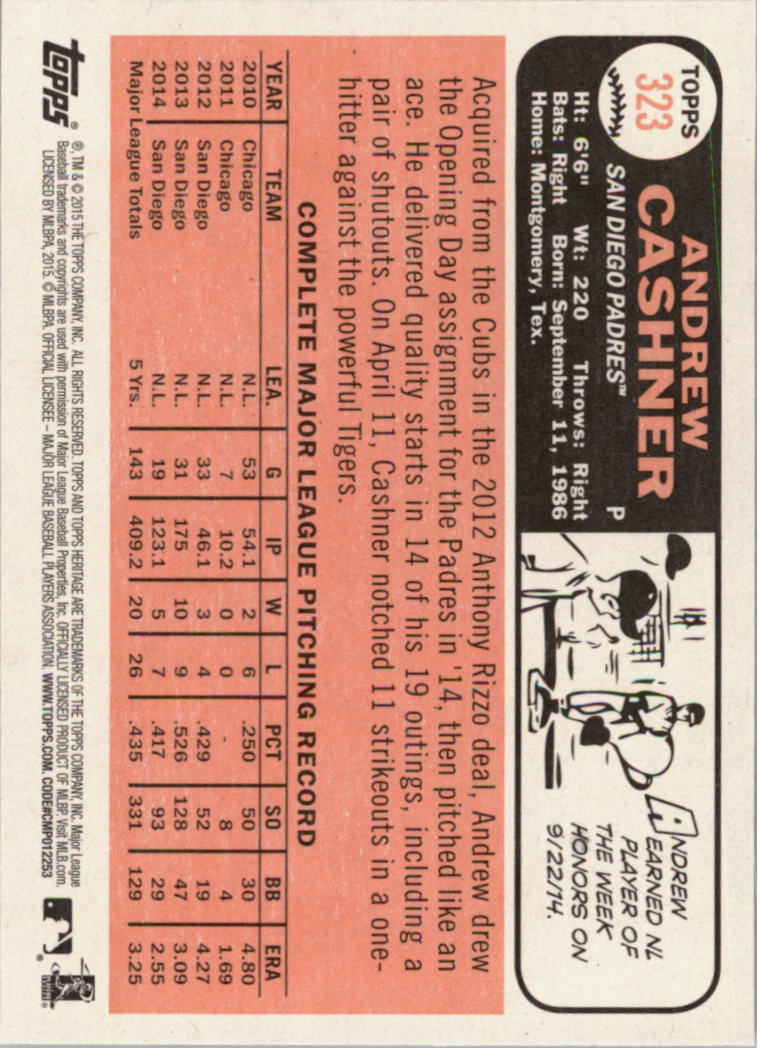 TOPPS
323
ANDREW
CASHNER
SAN DIEGO PADRES™ P
Ht: 6'6" Wt: 220 Throws: Right
Bats: Right Born: September 11, 1986
Home: Montgomery, Tex.
ANDREW
EARNED NL
PLAYER OF
THE WEEK
HONORS ON
9/22/14.
Acquired from the Cubs in the 2012 Anthony Rizzo deal, Andrew drew
the Opening Day assignment for the Padres in '14, then pitched like an
ace. He delivered quality starts in 14 of his 19 outings, including a
pair of shutouts. On April 11, Cashner notched 11 strikeouts in a one-
hitter against the powerful Tigers.
COMPLETE MAJOR LEAGUE PITCHING RECORD
YEAR TEAM LEA. G IP W L PCT SO BB ERA
2010 Chicago N.L. 53 54.1 2 6 .250 50 30 4.80
2011 Chicago N.L. 7 10.2 0 0 - 8 4 1.69
2012 San Diego N.L. 33 46.1 3 4 .429 52 19 4.27
2013 San Diego N.L. 31 175 10 9 .526 128 47 3.09
2014 San Diego N.L. 19 123.1 5 7 .417 93 29 2.55
Major League Totals 5 Yrs. 143 409.2 20 26 .435 331 129 3.25
topps®
®, TM & © 2015 THE TOPPS COMPANY, INC. ALL RIGHTS RESERVED. TOPPS AND TOPPS HERITAGE ARE TRADEMARKS OF THE TOPPS COMPANY, INC. Major League
Baseball trademarks and copyrights are used with permission of Major League Baseball Properties, Inc. OFFICIALLY LICENSED PRODUCT OF MLBP. Visit MLB.com.
LICENSED BY MLBPA, 2015. © MLBPA. OFFICIAL LICENSEE – MAJOR LEAGUE BASEBALL PLAYERS ASSOCIATION. WWW.TOPPS.COM. CODE#CMP012253